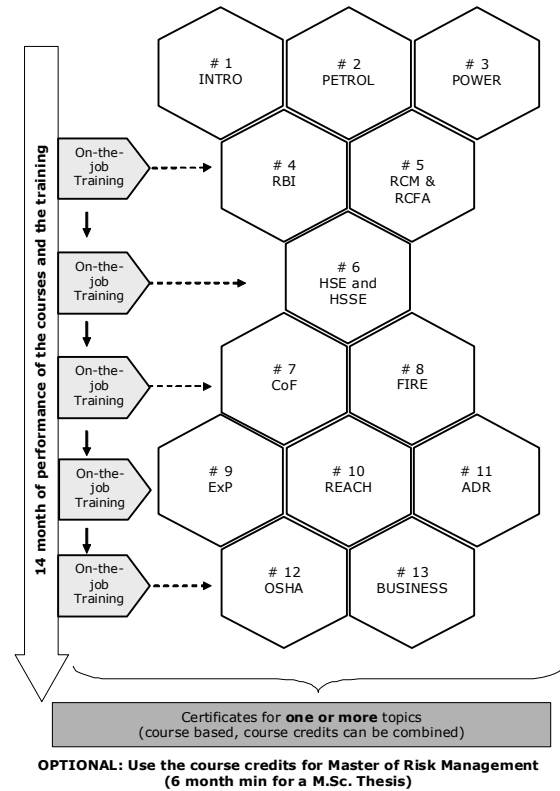 # 1
INTRO
# 2
PETROL
# 3
POWER
On-the-
job
Training
# 4
RBI
# 5
RCM &
RCFA
On-the-
job
Training
# 6
HSE and
HSSE
On-the-
job
Training
# 7
CoF
# 8
FIRE
On-the-
job
Training
# 9
ExP
# 10
REACH
# 11
ADR
On-the-
job
Training
# 12
OSHA
# 13
BUSINESS
14 month of performance of the courses and the training
Certificates for one or more topics
(course based, course credits can be combined)
OPTIONAL: Use the course credits for Master of Risk Management
(6 month min for a M.Sc. Thesis)